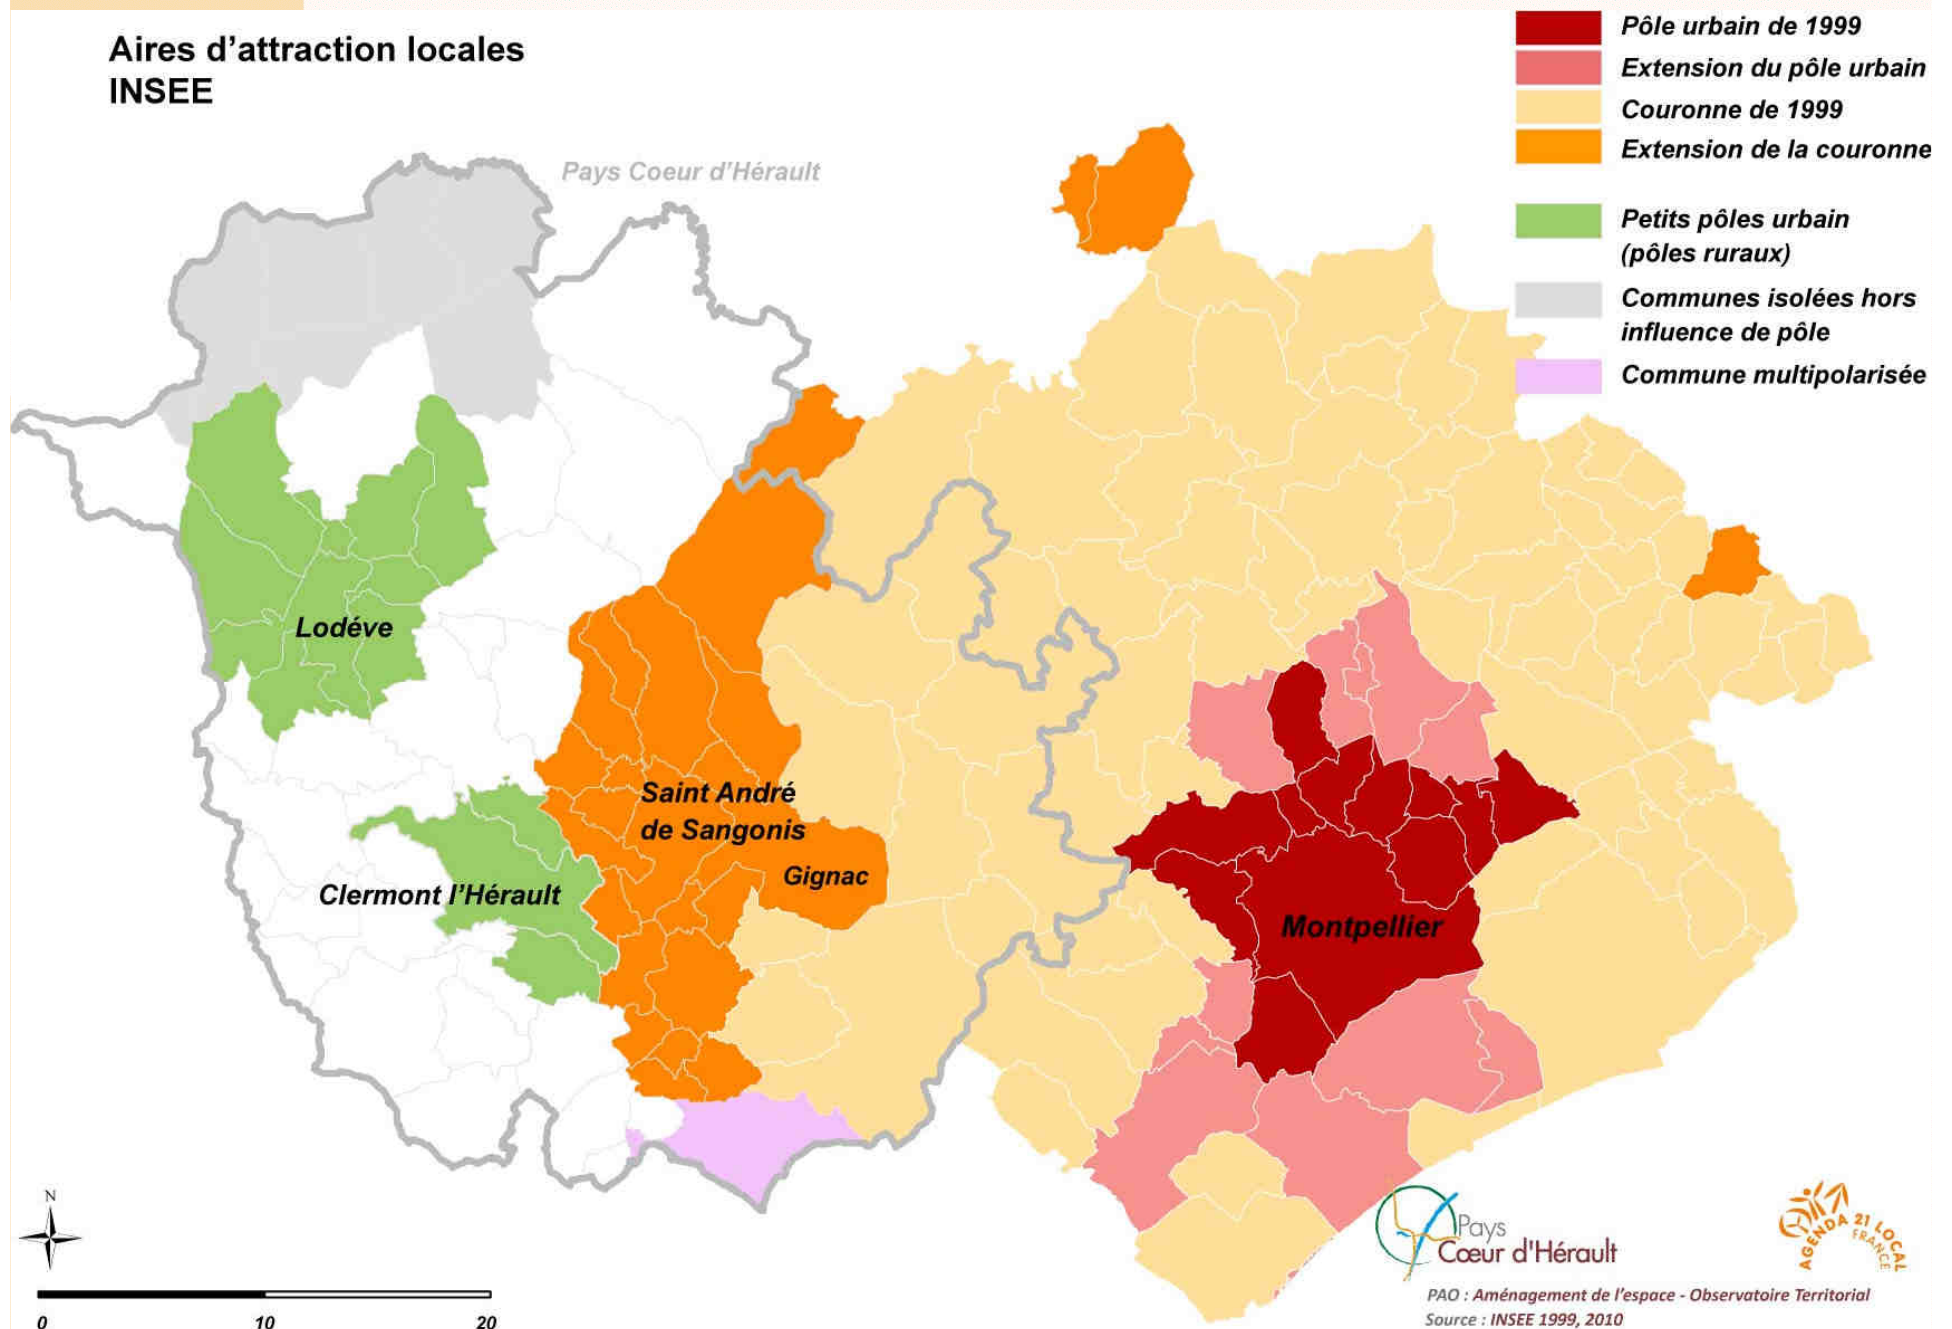 Aires d'attraction locales
INSEE
Pôle urbain de 1999
Extension du pôle urbain
Couronne de 1999
Extension de la couronne
Petits pôles urbain
(pôles ruraux)
Communes isolées hors
influence de pôle
Commune multipolarisée
Pays Coeur d'Hérault
Lodéve
Saint André
de Sangonis
Gignac
Clermont l'Hérault
Montpellier
N
0 10 20
Pays
Cœur d'Hérault
AGENDA 21 LOCAL
FRANCE
PAO : Aménagement de l'espace - Observatoire Territorial
Source : INSEE 1999, 2010